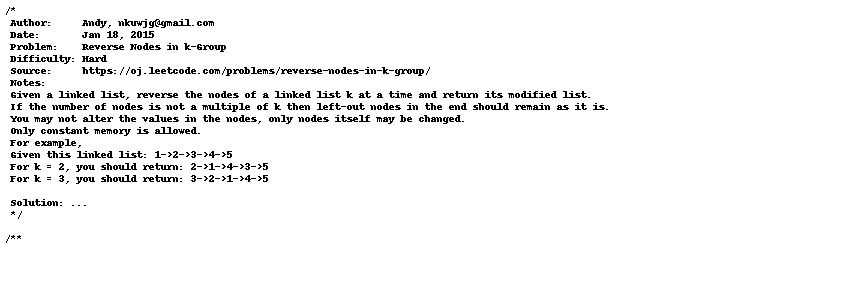 /*
 Author:     Andy, nkuwjg@gmail.com
 Date:       Jan 18, 2015
 Problem:    Reverse Nodes in k-Group
 Difficulty: Hard
 Source:     https://oj.leetcode.com/problems/reverse-nodes-in-k-group/
 Notes:
 Given a linked list, reverse the nodes of a linked list k at a time and return its modified list.
 If the number of nodes is not a multiple of k then left-out nodes in the end should remain as it is.
 You may not alter the values in the nodes, only nodes itself may be changed.
 Only constant memory is allowed.
 For example,
 Given this linked list: 1->2->3->4->5
 For k = 2, you should return: 2->1->4->3->5
 For k = 3, you should return: 3->2->1->4->5

 Solution: ...
 */

/**